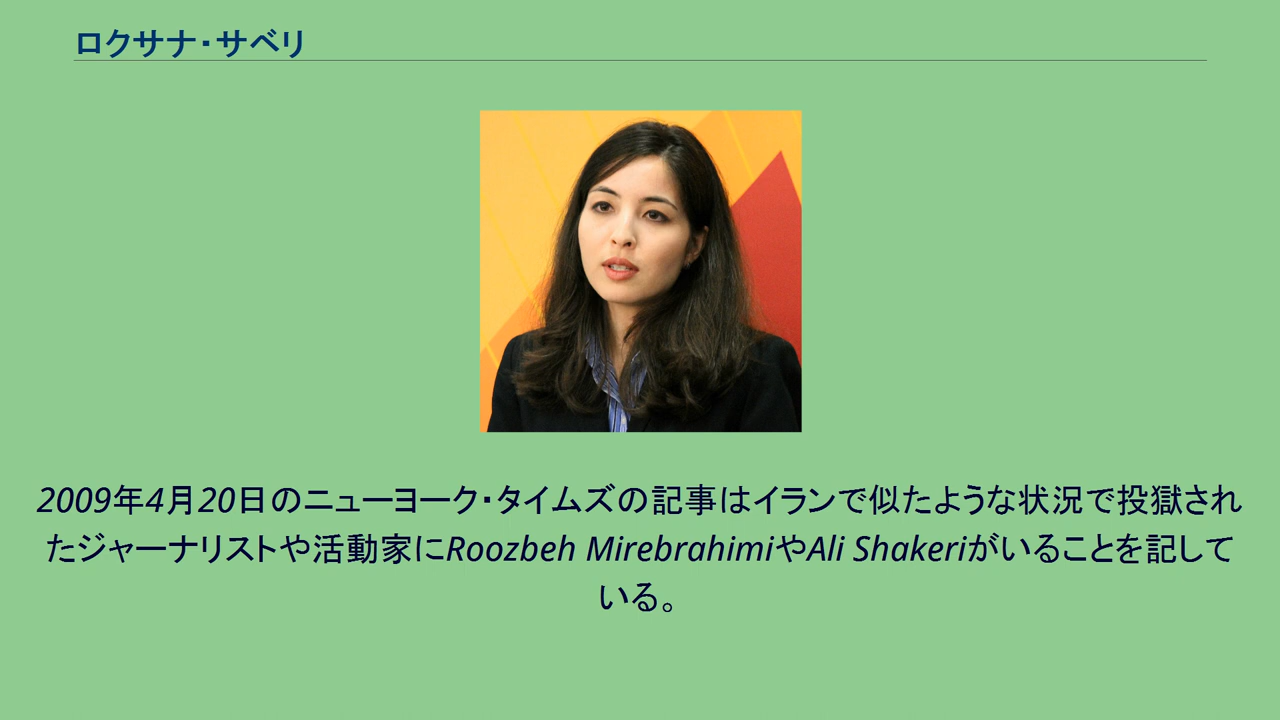 ロクサナ・サベリ
2009年4月20日のニューヨーク・タイムズの記事はイランで似たような状況で投獄され
たジャーナリストや活動家にRoozbeh MirebrahimiやAli Shakeriがいることを記して
いる。